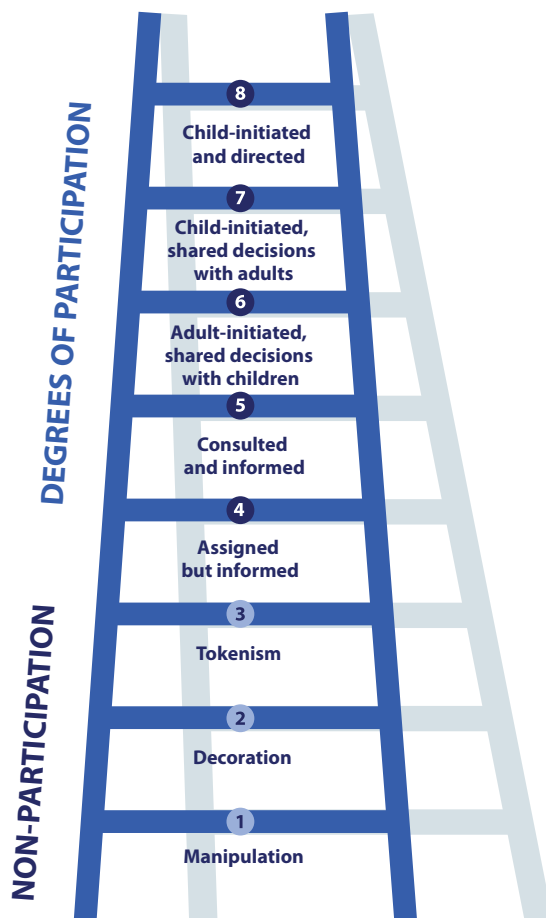 DEGREES OF PARTICIPATION
8
Child-initiated
and directed
7
Child-initiated,
shared decisions
with adults
6
Adult-initiated,
shared decisions
with children
5
Consulted
and informed
4
Assigned
but informed
NON-PARTICIPATION
3
Tokenism
2
Decoration
1
Manipulation